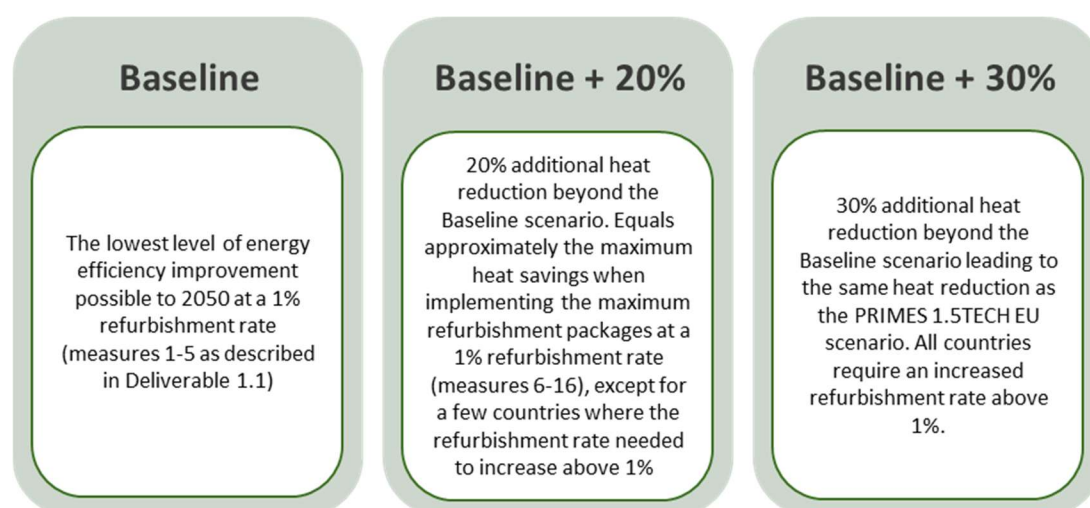 Baseline
The lowest level of energy
efficiency improvement
possible to 2050 at a 1%
refurbishment rate
(measures 1-5 as described
in Deliverable 1.1)
Baseline + 20%
20% additional heat
reduction beyond the
Baseline scenario. Equals
approximately the maximum
heat savings when
implementing the maximum
refurbishment packages at a
1% refurbishment rate
(measures 6-16), except for
a few countries where the
refurbishment rate needed
to increase above 1%
Baseline + 30%
30% additional heat
reduction beyond the
Baseline scenario leading to
the same heat reduction as
the PRIMES 1.5TECH EU
scenario. All countries
require an increased
refurbishment rate above
1%.